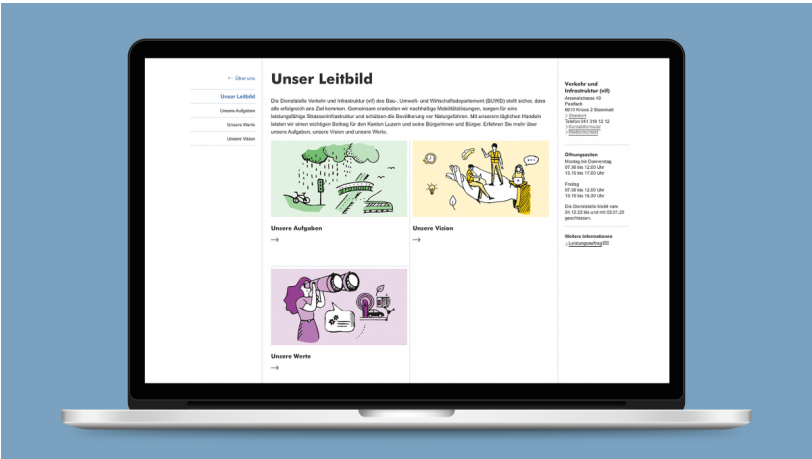 ← Über uns
Unser Leitbild
Unsere Aufgaben
Unsere Werte
Unsere Vision
Unser Leitbild
Die Dienststelle Verkehr und Infrastruktur (vif) des Bau-, Umwelt- und Wirtschaftsdepartement (BUWD) stellt sicher, dass
alle erfolgreich ans Ziel kommen. Gemeinsam erarbeiten wir nachhaltige Mobilitätslösungen, sorgen für eine
leistungsfähige Strasseninfrastruktur und schützen die Bevölkerung vor Naturgefahren. Mit unserem täglichen Handeln
leisten wir einen wichtigen Beitrag für den Kanton Luzern und seine Bürgerinnen und Bürger. Erfahren Sie mehr über
unsere Aufgaben, unsere Vision und unsere Werte.
Unsere Aufgaben
→
Unsere Vision
→
Unsere Werte
→
Verkehr und
Infrastruktur (vif)
Arsenalstrasse 43
Postfach
6010 Kriens 2 Sternmatt
> Standort
Telefon 041 318 12 12
> Kontaktformular
> Medienkontakt
Öffnungszeiten
Montag bis Donnerstag
07.30 bis 12.00 Uhr
13.15 bis 17.00 Uhr
Freitag
07.30 bis 12.00 Uhr
13.15 bis 16.30 Uhr
Die Dienststelle bleibt vom
24.12.22 bis und mit 02.01.23
geschlossen.
Weitere Informationen
> Leistungsauftrag